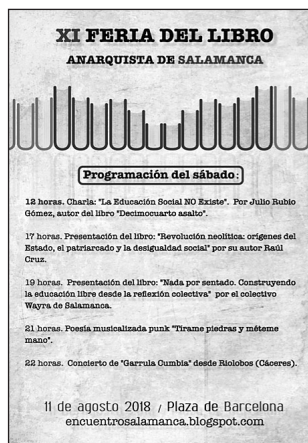 XI FERIA DEL LIBRO
ANARQUISTA DE SALAMANCA
Programación del sábado:
12 horas. Charla: "La Educación Social NO Existe". Por Julio Rubio
Gómez, autor del libro "Decimocuarto asalto".
17 horas. Presentación del libro: "Revolución neolítica: orígenes del
Estado, el patriarcado y la desigualdad social" por su autor Raúl
Cruz.
19 horas. Presentación del libro: "Nada por sentado. Construyendo
la educación libre desde la reflexión colectiva" por el colectivo
Wayra de Salamanca.
21 horas. Poesía musicalizada punk "Tirame piedras y méteme
mano".
22 horas. Concierto de "Garrula Cumbia" desde Riolobos (Cáceres).
11 de agosto 2018 / Plaza de Barcelona
encuentrosalamanca.blogspot.com